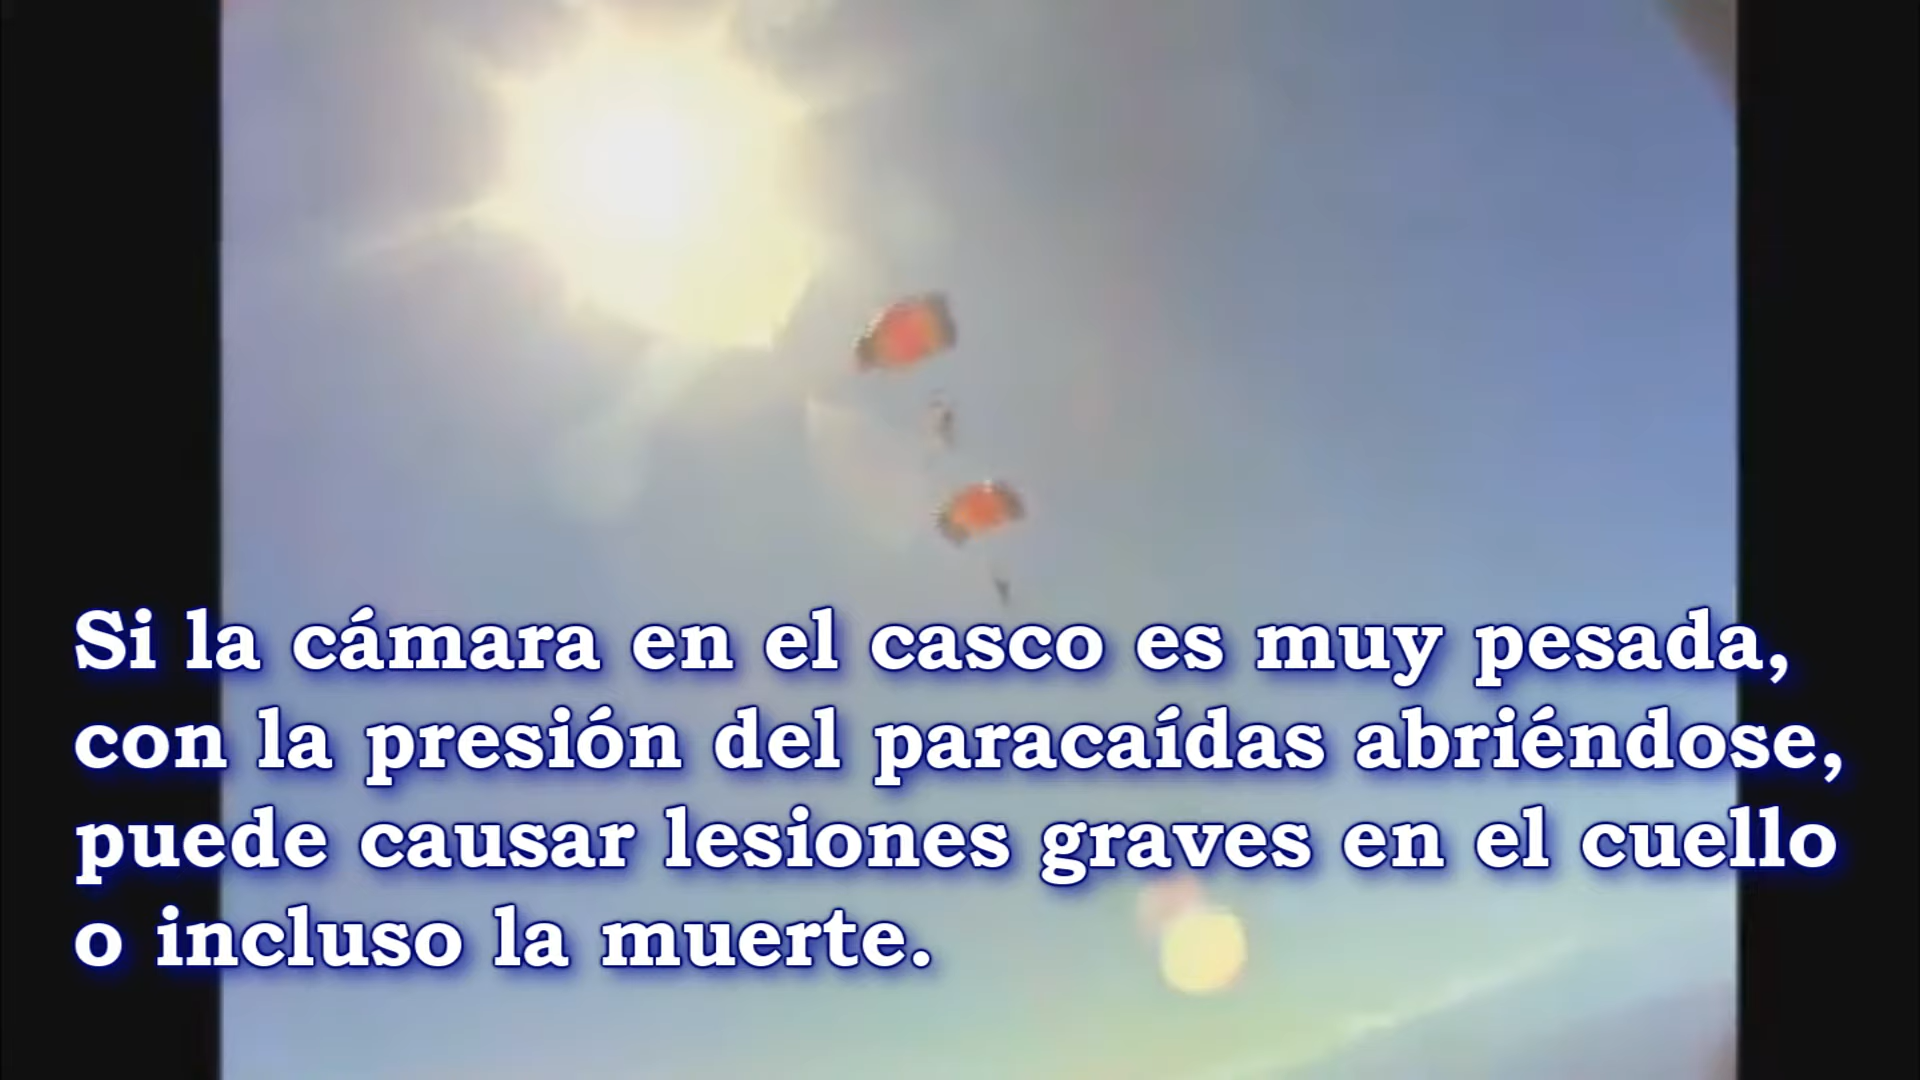 Si la cámara en el casco es muy pesada,
con la presión del paracaídas abriéndose,
puede causar lesiones graves en el cuello
o incluso la muerte.